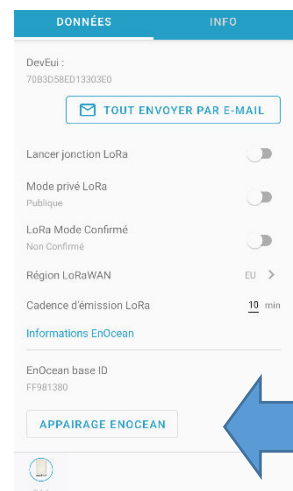 DONNÉES INFO
DevEui :
70B3D58ED13303E0
TOUT ENVOYER PAR E-MAIL
Lancer jonction LoRa
Mode privé LoRa
Publique
LoRa Mode Confirmé
Non Confirmé
Région LoRaWAN EU >
Cadence d'émission LoRa 10 min
Informations EnOcean
EnOcean base ID
FF981380
APPAIRAGE ENOCEAN